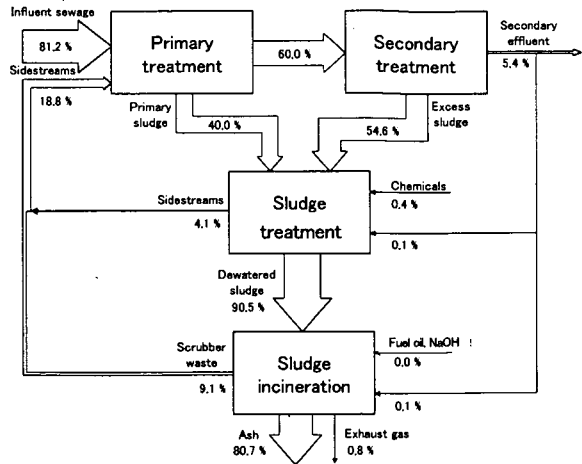 Influent sewage
81.2 %
Sidestreams
18.8 %
Primary
treatment
60.0 %
Secondary
treatment
Secondary
effluent
5.4 %
Primary
sludge
40.0 %
Excess
sludge
54.6 %
Sidestreams
4.1 %
Sludge
treatment
Chemicals
0.4 %
0.1 %
Dewatered
sludge
90.5 %
Scrubber
waste
9.1 %
Sludge
incineration
Fuel oil, NaOH
0.0 %
0.1 %
Ash
80.7 %
Exhaust gas
0.8 %